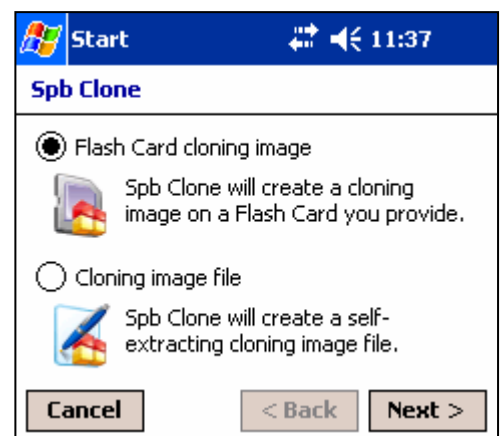 Start 11:37
Spb Clone
Flash Card cloning image
Spb Clone will create a cloning
image on a Flash Card you provide.
Cloning image file
Spb Clone will create a self-
extracting cloning image file.
Cancel < Back Next >